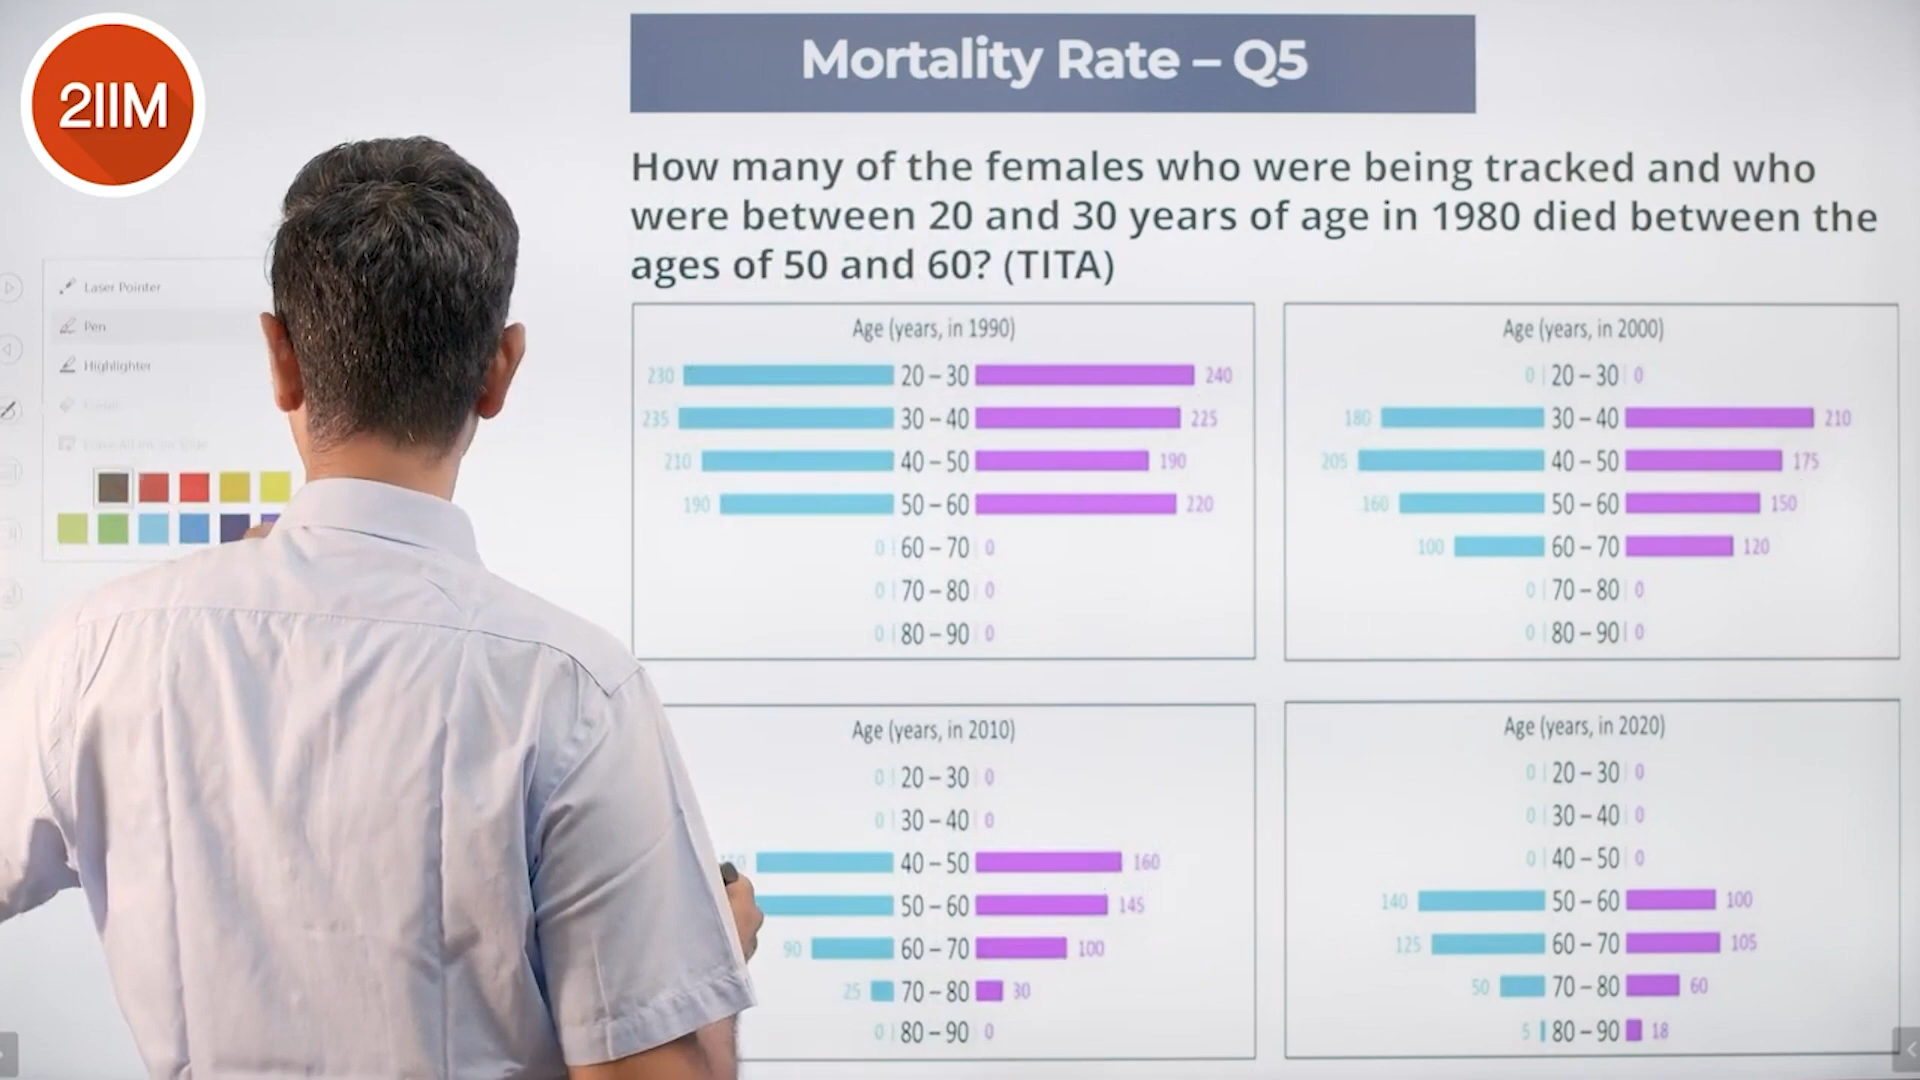 2IIM
Mortality Rate – Q5
How many of the females who were being tracked and who
were between 20 and 30 years of age in 1980 died between the
ages of 50 and 60? (TITA)
Laser Pointer
Pen
Highlighter
Age (years, in 1990)
230 20 – 30 240
235 30 – 40 225
210 40 – 50 190
190 50 – 60 220
0 60 – 70 0
0 70 – 80 0
0 80 – 90 0
Age (years, in 2000)
0 20 – 30 0
180 30 – 40 210
205 40 – 50 175
160 50 – 60 150
100 60 – 70 120
0 70 – 80 0
0 80 – 90 0
Age (years, in 2010)
0 20 – 30 0
0 30 – 40 0
40 – 50 160
50 – 60 145
90 60 – 70 100
25 70 – 80 30
0 80 – 90 0
Age (years, in 2020)
0 20 – 30 0
0 30 – 40 0
0 40 – 50 0
140 50 – 60 100
125 60 – 70 105
50 70 – 80 60
5 80 – 90 18